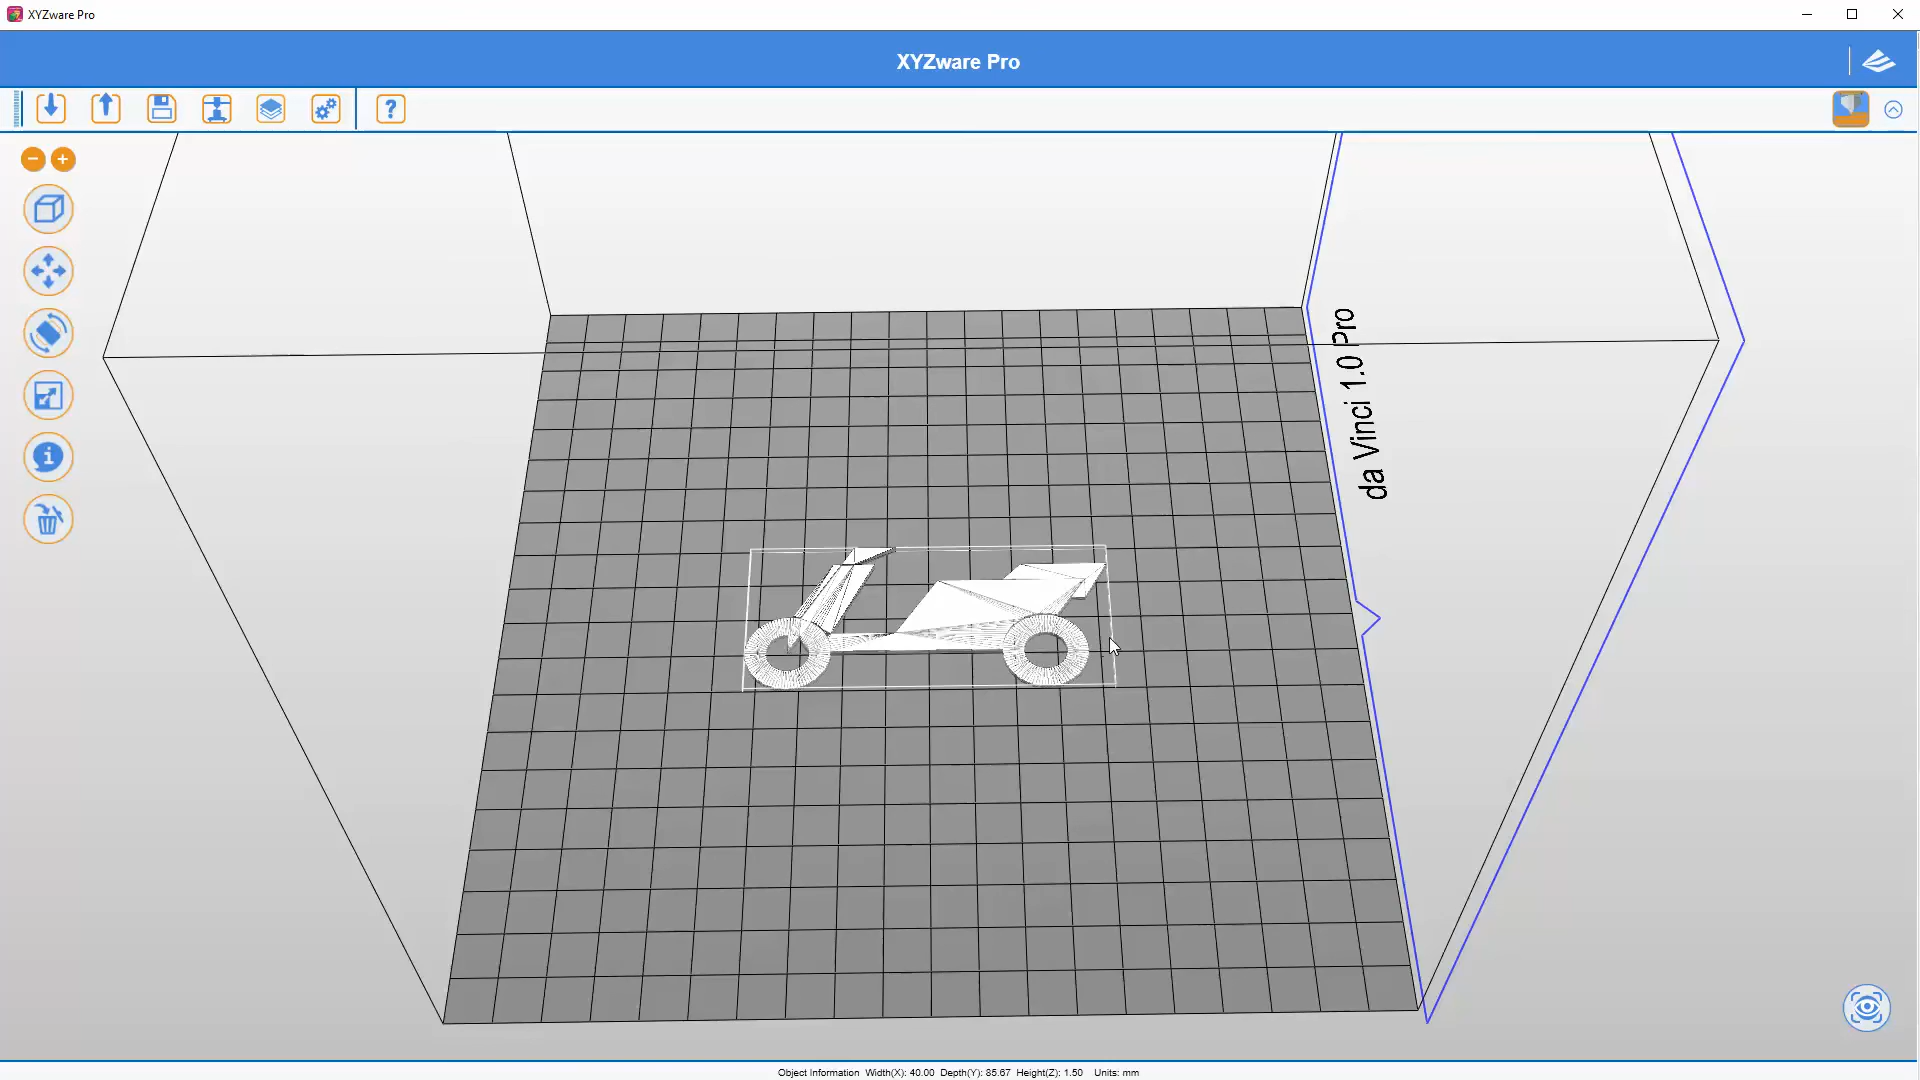 XYZware Pro
XYZware Pro
?
da Vinci 1.0 Pro
i
Object Information Width(X): 40.00 Depth(Y): 85.67 Height(Z): 1.50 Units: mm